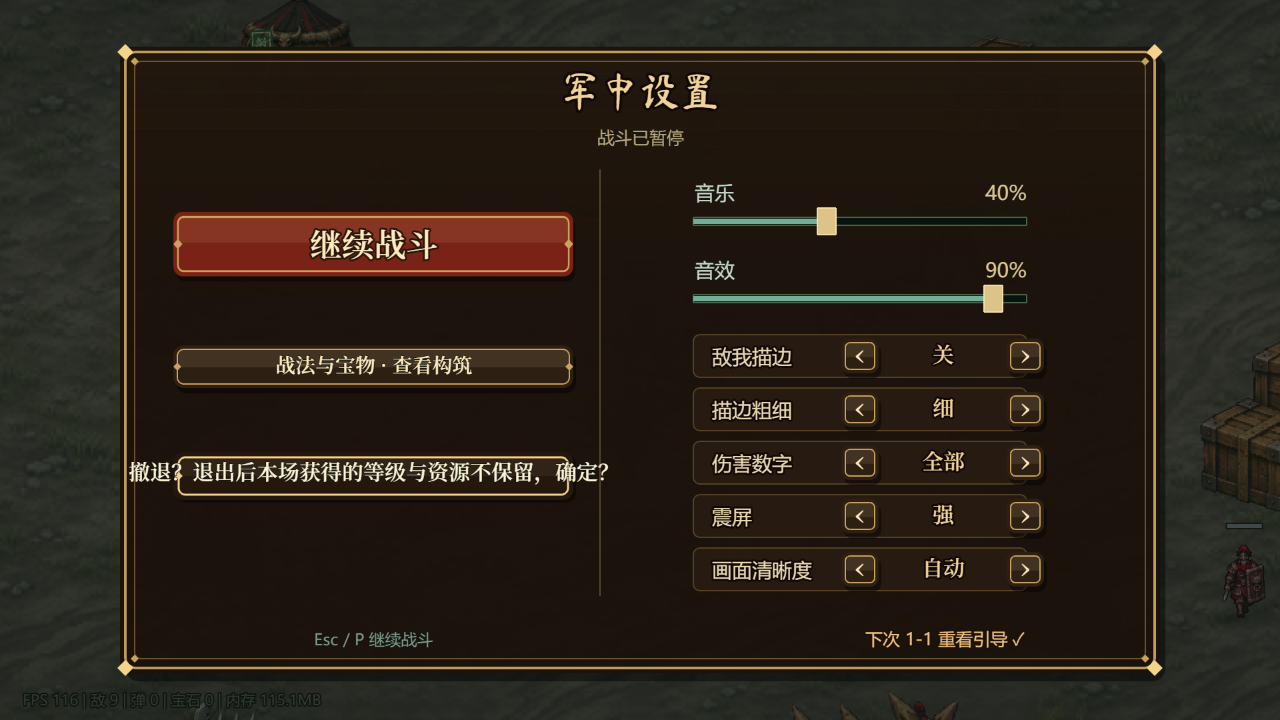 军中设置
战斗已暂停
继续战斗
战法与宝物 · 查看构筑
撤退？退出后本场获得的等级与资源不保留，确定？
Esc / P 继续战斗
音乐 40%
音效 90%
敌我描边 < 关 >
描边粗细 < 细 >
伤害数字 < 全部 >
震屏 < 强 >
画面清晰度 < 自动 >
下次 1-1 重看引导 ✓
FPS 116 | 敌 9 | 弹 0 | 宝石 0 | 内存 115.1MB